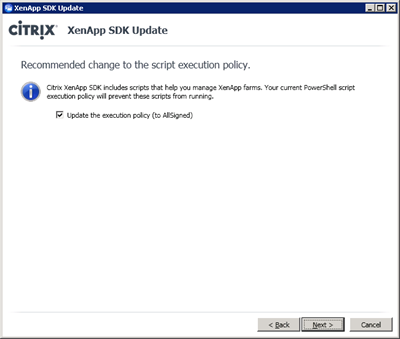 XenApp SDK Update
CITRIX XenApp SDK Update
Recommended change to the script execution policy.
Citrix XenApp SDK includes scripts that help you manage XenApp farms. Your current PowerShell script
execution policy will prevent these scripts from running.
Update the execution policy (to AllSigned)
< Back Next > Cancel